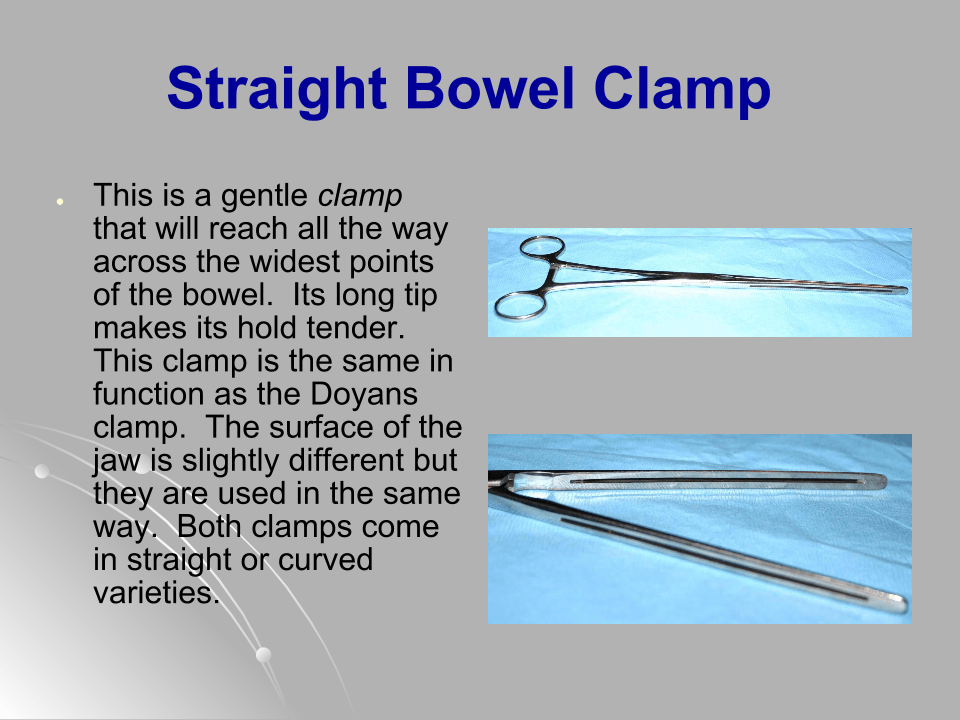 Straight Bowel Clamp
This is a gentle clamp
that will reach all the way
across the widest points
of the bowel.  Its long tip
makes its hold tender.
This clamp is the same in
function as the Doyans
clamp.  The surface of the
jaw is slightly different but
they are used in the same
way.  Both clamps come
in straight or curved
varieties.